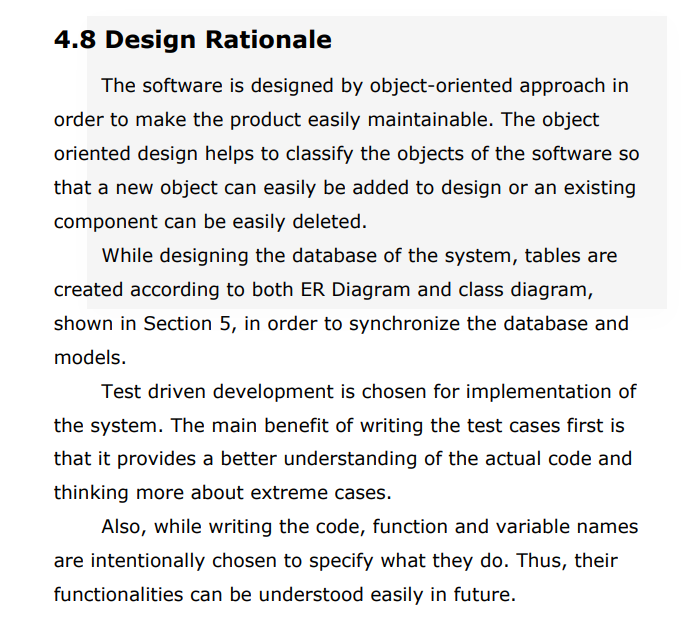 4.8 Design Rationale
The software is designed by object-oriented approach in
order to make the product easily maintainable. The object
oriented design helps to classify the objects of the software so
that a new object can easily be added to design or an existing
component can be easily deleted.
While designing the database of the system, tables are
created according to both ER Diagram and class diagram,
shown in Section 5, in order to synchronize the database and
models.
Test driven development is chosen for implementation of
the system. The main benefit of writing the test cases first is
that it provides a better understanding of the actual code and
thinking more about extreme cases.
Also, while writing the code, function and variable names
are intentionally chosen to specify what they do. Thus, their
functionalities can be understood easily in future.